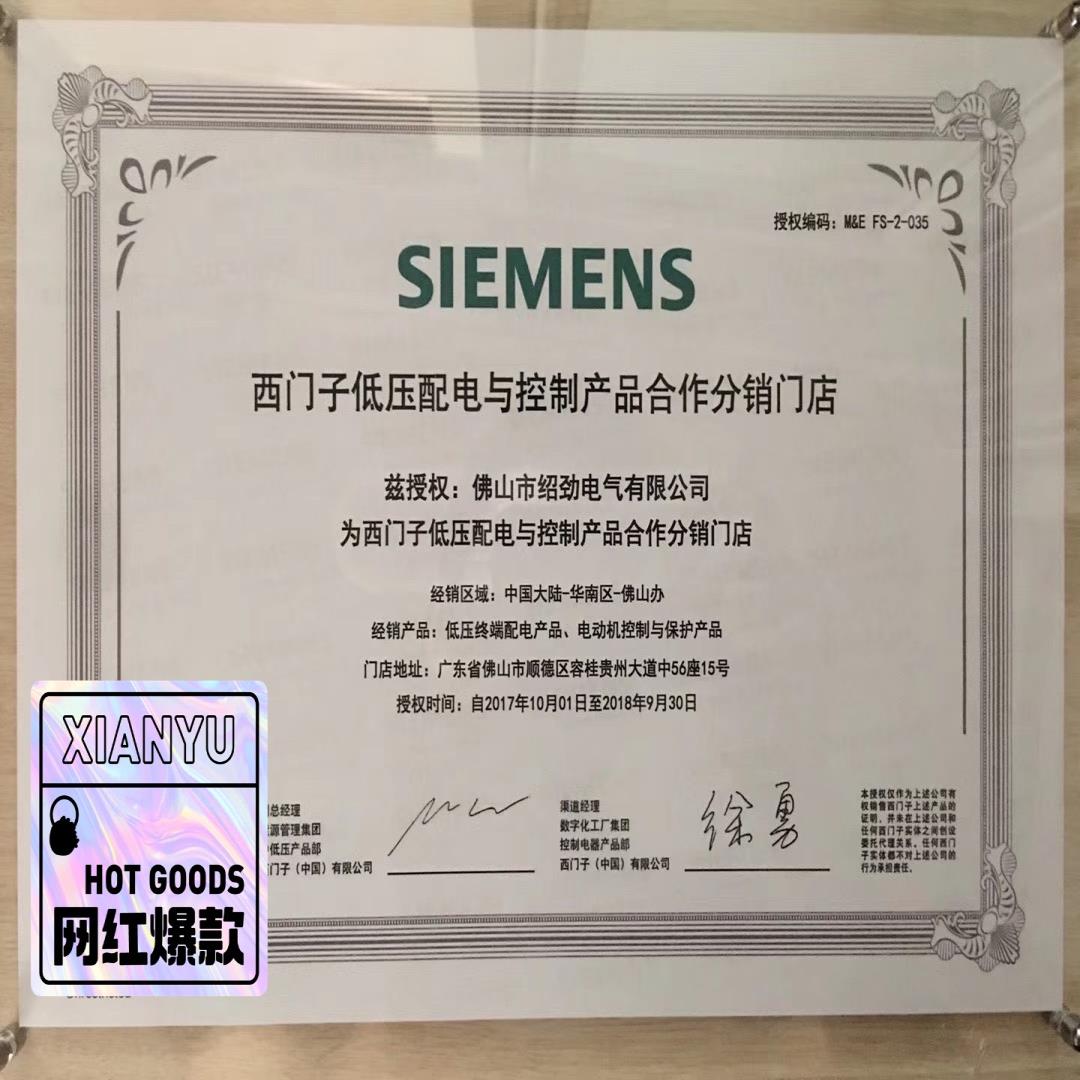 授权编码：M&E FS-2-035
SIEMENS
西门子低压配电与控制产品合作分销门店
兹授权：佛山市绍劲电气有限公司
为西门子低压配电与控制产品合作分销门店
经销区域：中国大陆-华南区-佛山办
经销产品：低压终端配电产品、电动机控制与保护产品
门店地址：广东省佛山市顺德区容桂贵州大道中56座15号
授权时间：自2017年10月01日至2018年9月30日
总经理
源管理集团
低压产品部
门子（中国）有限公司
渠道经理
数字化工厂集团
控制电器产品部
西门子（中国）有限公司
徐勇
本授权仅作为上述公司有
权销售西门子上述产品的
证明，并未在上述公司和
任何西门子实体之间创设
委托代理关系。任何西门
子实体都不对上述公司的
行为承担责任。
XIANYU
HOT GOODS
网红爆款